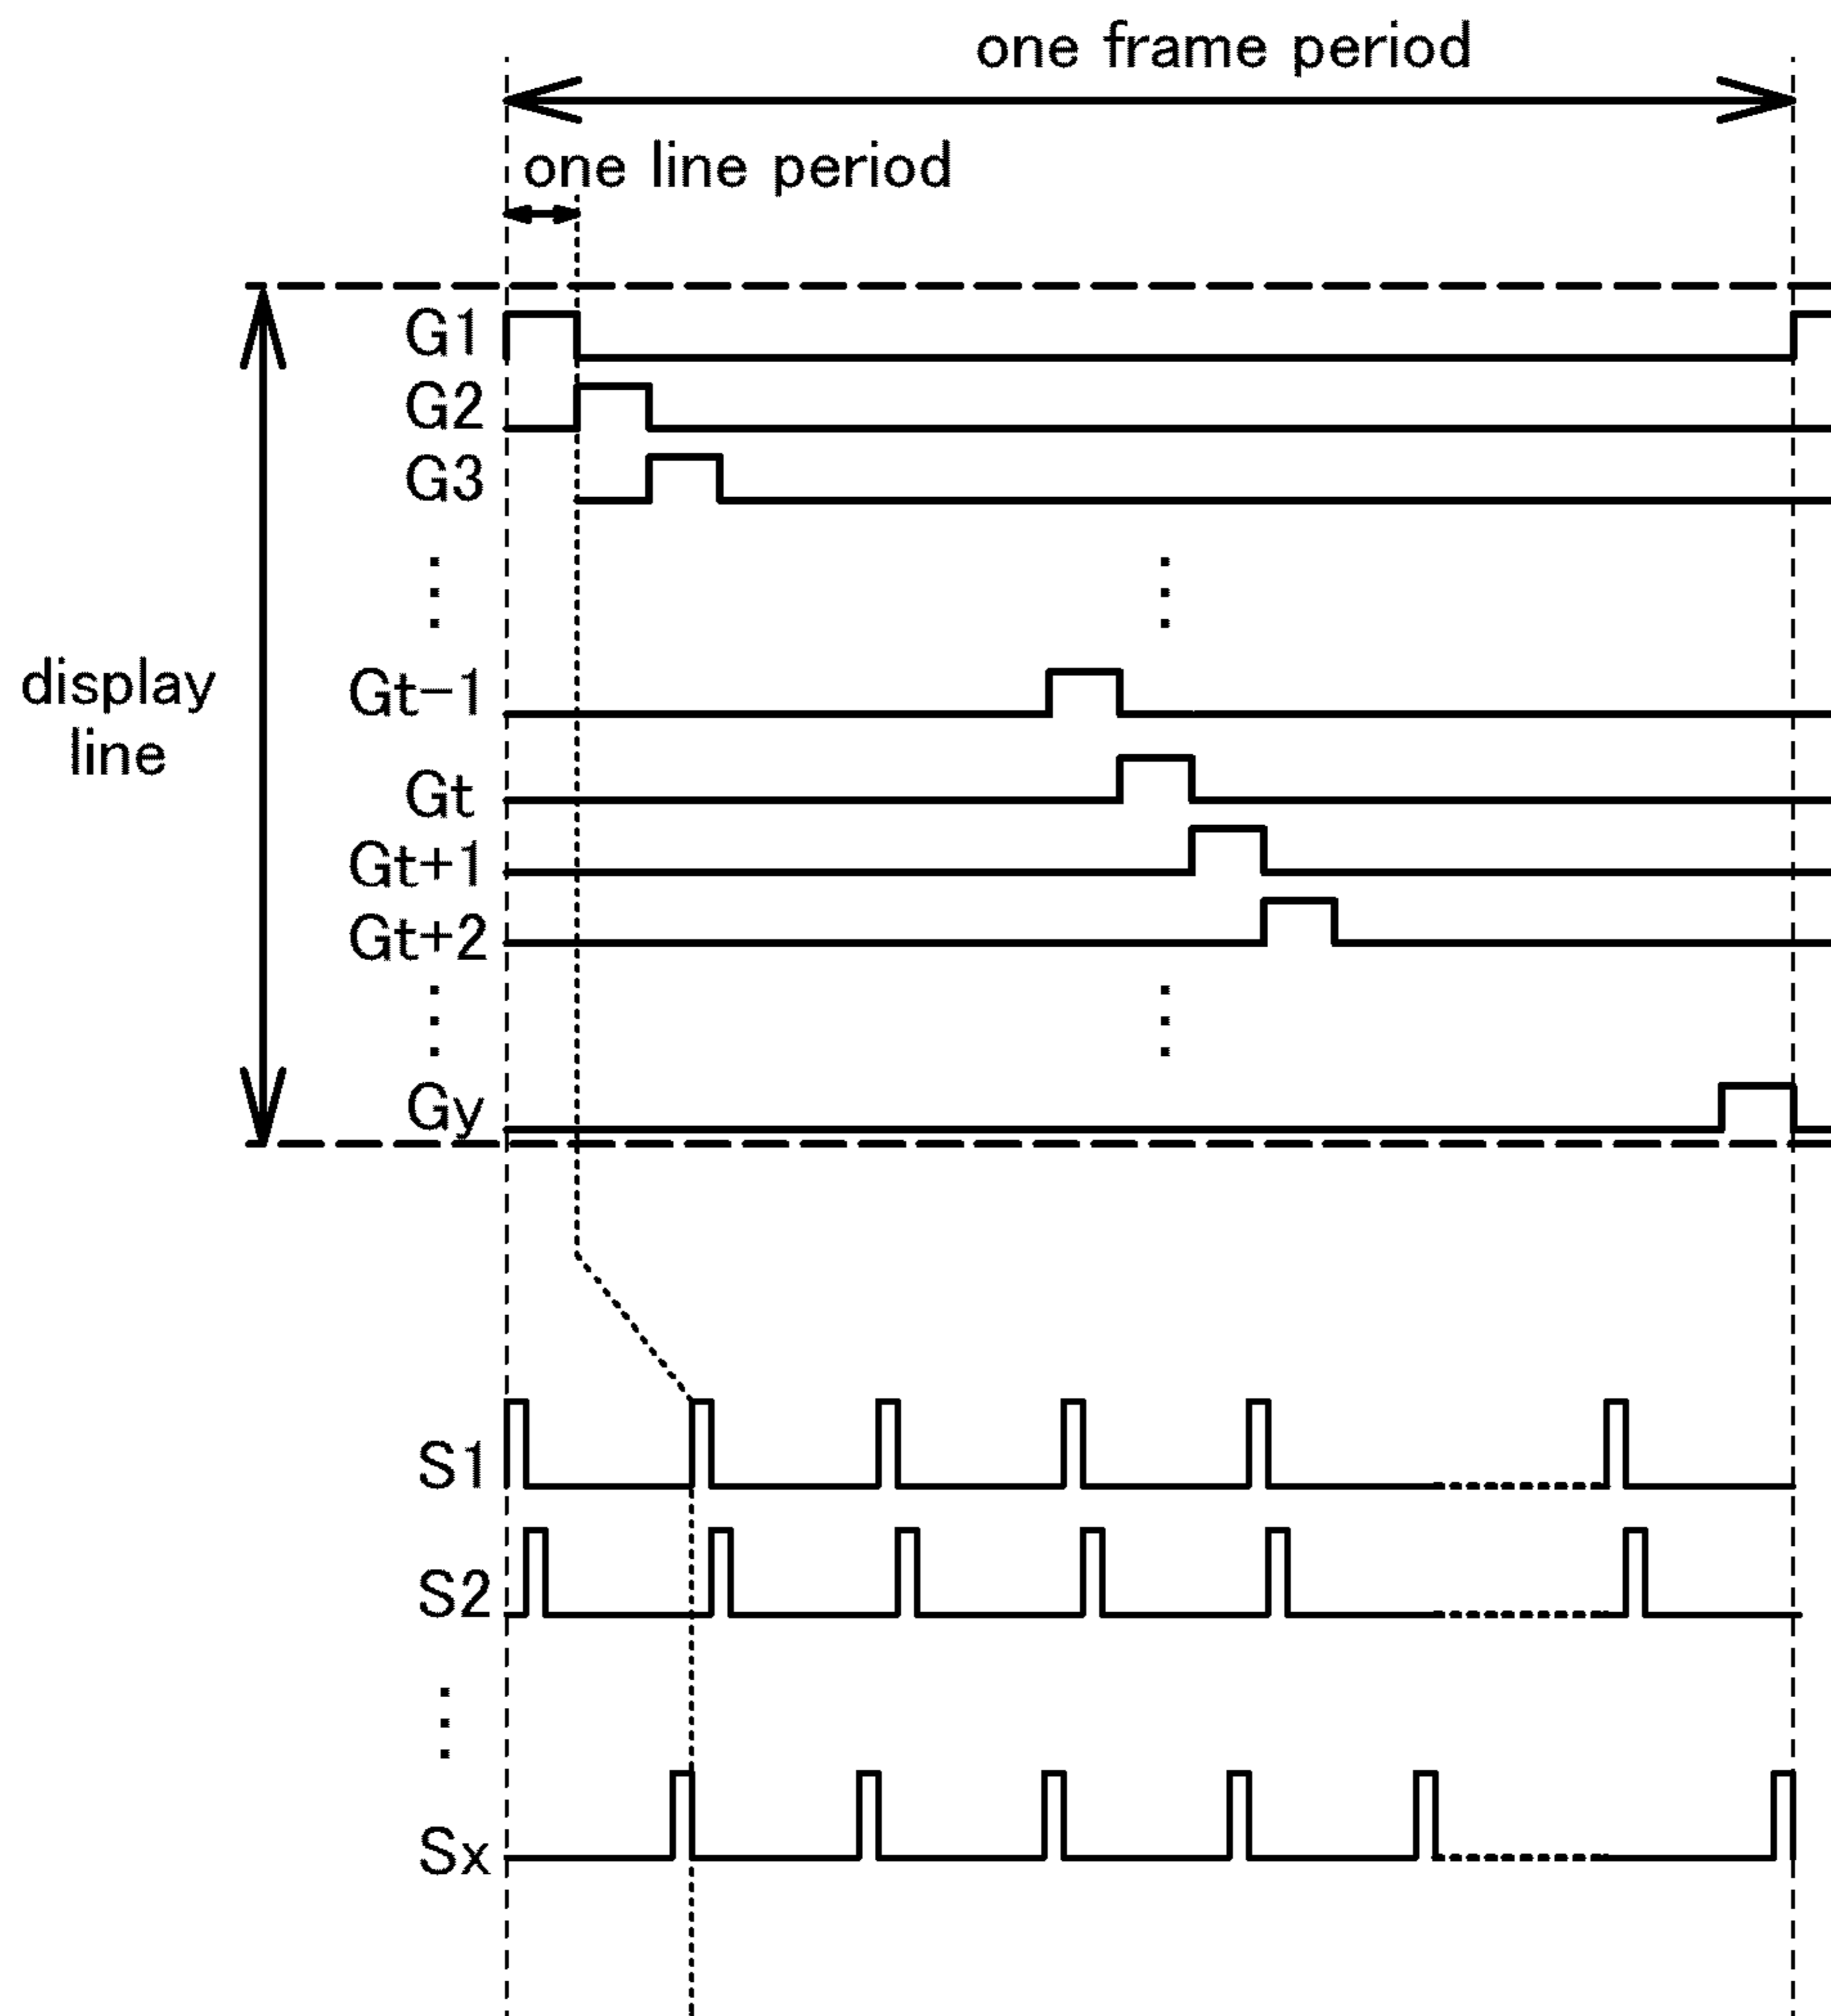 one frame period
one line period
G1
G2
G3
⋮ ⋮
Gt-1
display
line
Gt
Gt+1
Gt+2
⋮ ⋮
Gy
S1
S2
⋮
Sx